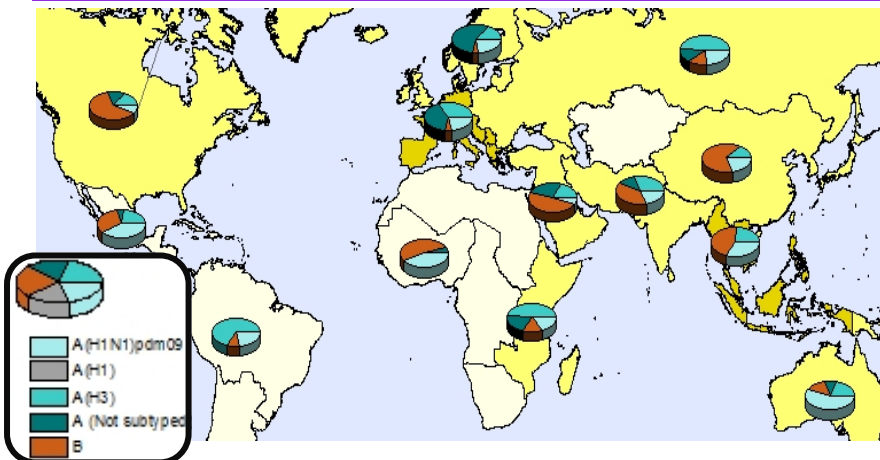 A(H1N1)pdm09
A(H1)
A(H3)
A (Not subtyped
B